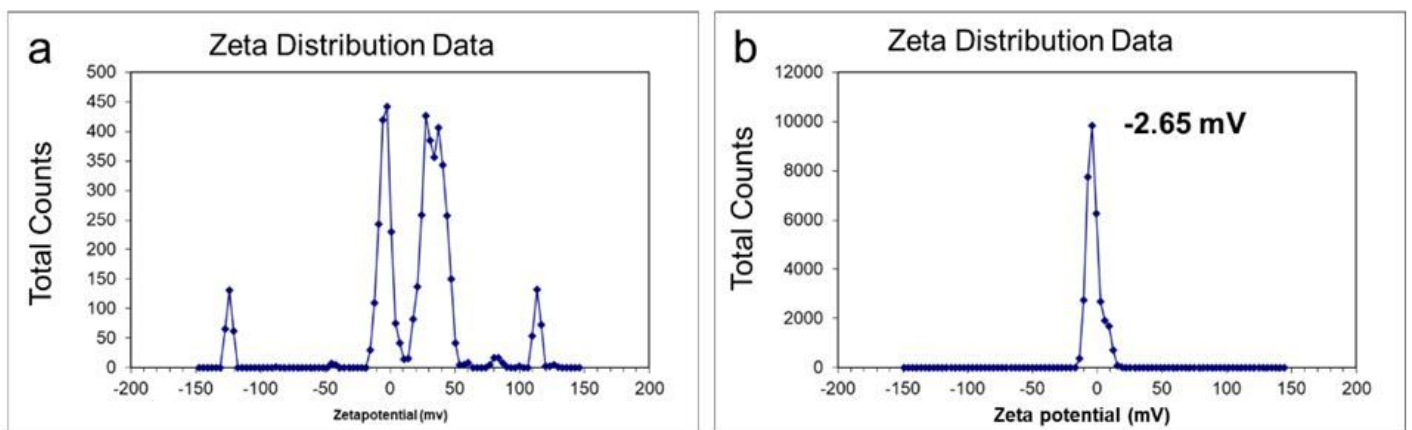 a
Zeta Distribution Data
Total Counts
500
450
400
350
300
250
200
150
100
50
0
-200 -150 -100 -50 0 50 100 150 200
Zetapotential (mv)
b
Zeta Distribution Data
-2.65 mV
Total Counts
12000
10000
8000
6000
4000
2000
0
-200 -150 -100 -50 0 50 100 150 200
Zeta potential (mV)